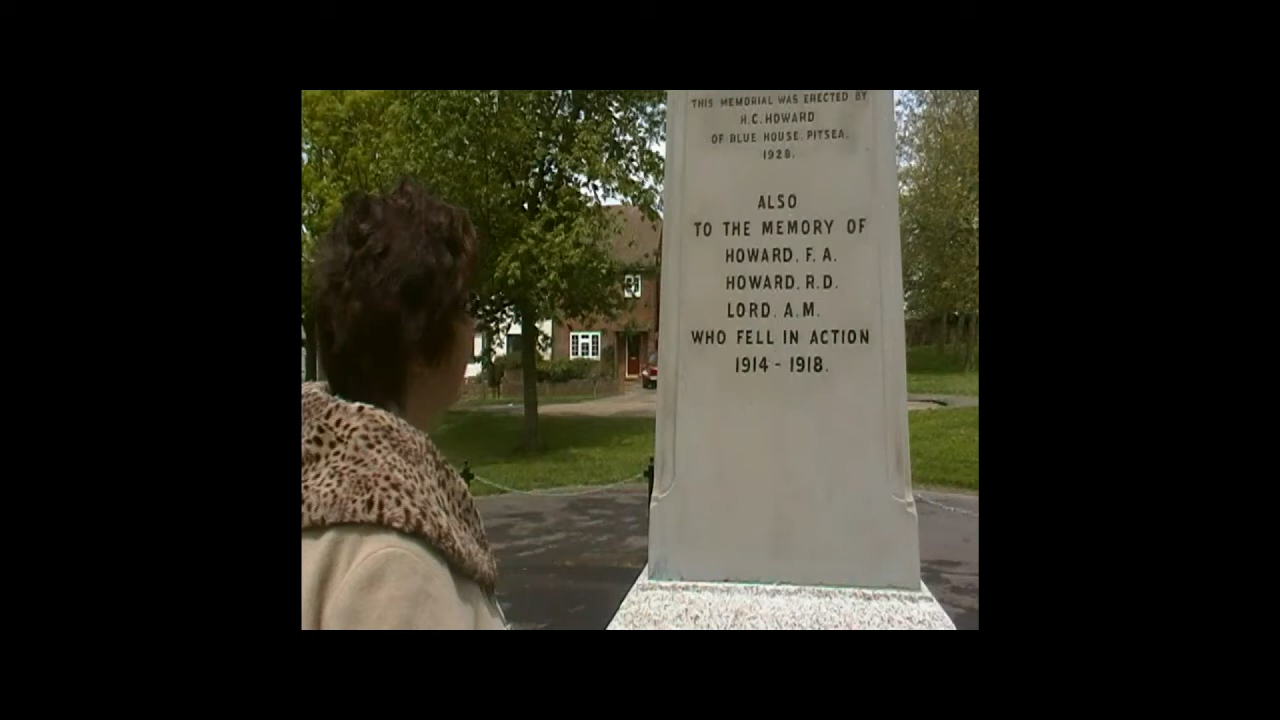 THIS MEMORIAL WAS ERECTED BY
H.C. HOWARD
OF BLUE HOUSE. PITSEA.
1928.
ALSO
TO THE MEMORY OF
HOWARD. F. A.
HOWARD. R.D.
LORD. A.M.
WHO FELL IN ACTION
1914 - 1918.